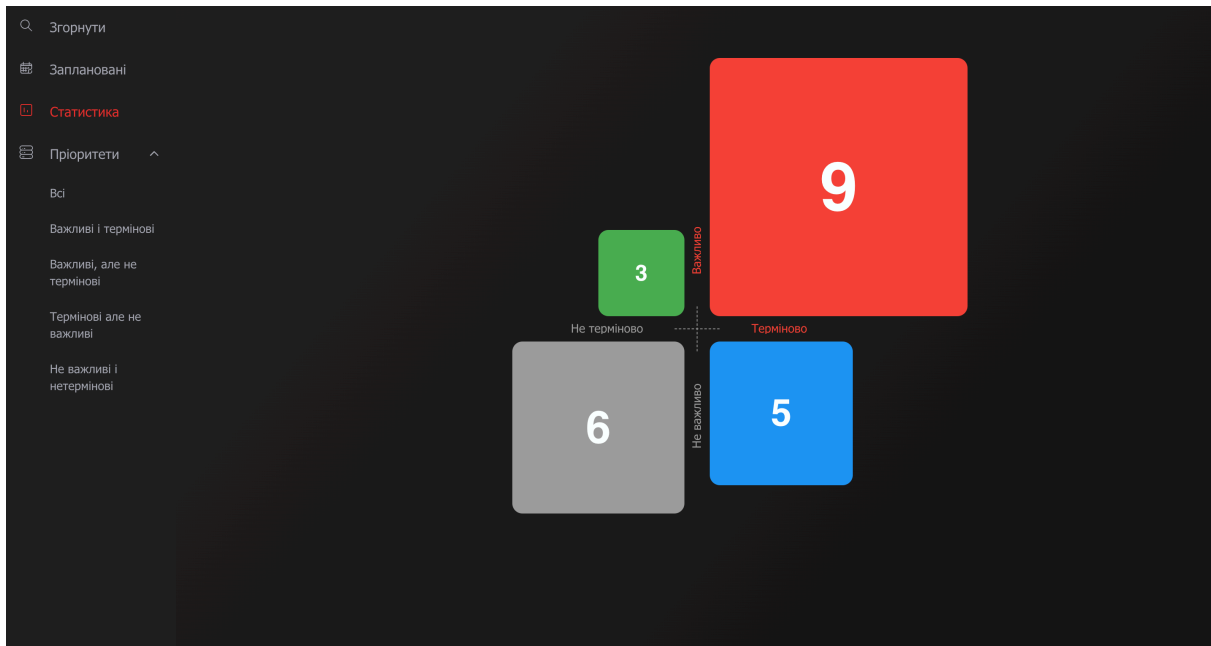 Згорнути
Заплановані
Статистика
Пріоритети
Всі
Важливі і термінові
Важливі, але не
термінові
Термінові але не
важливі
Не важливі і
нетермінові
9
Важливо
3
Не терміново
Терміново
6
Не важливо
5